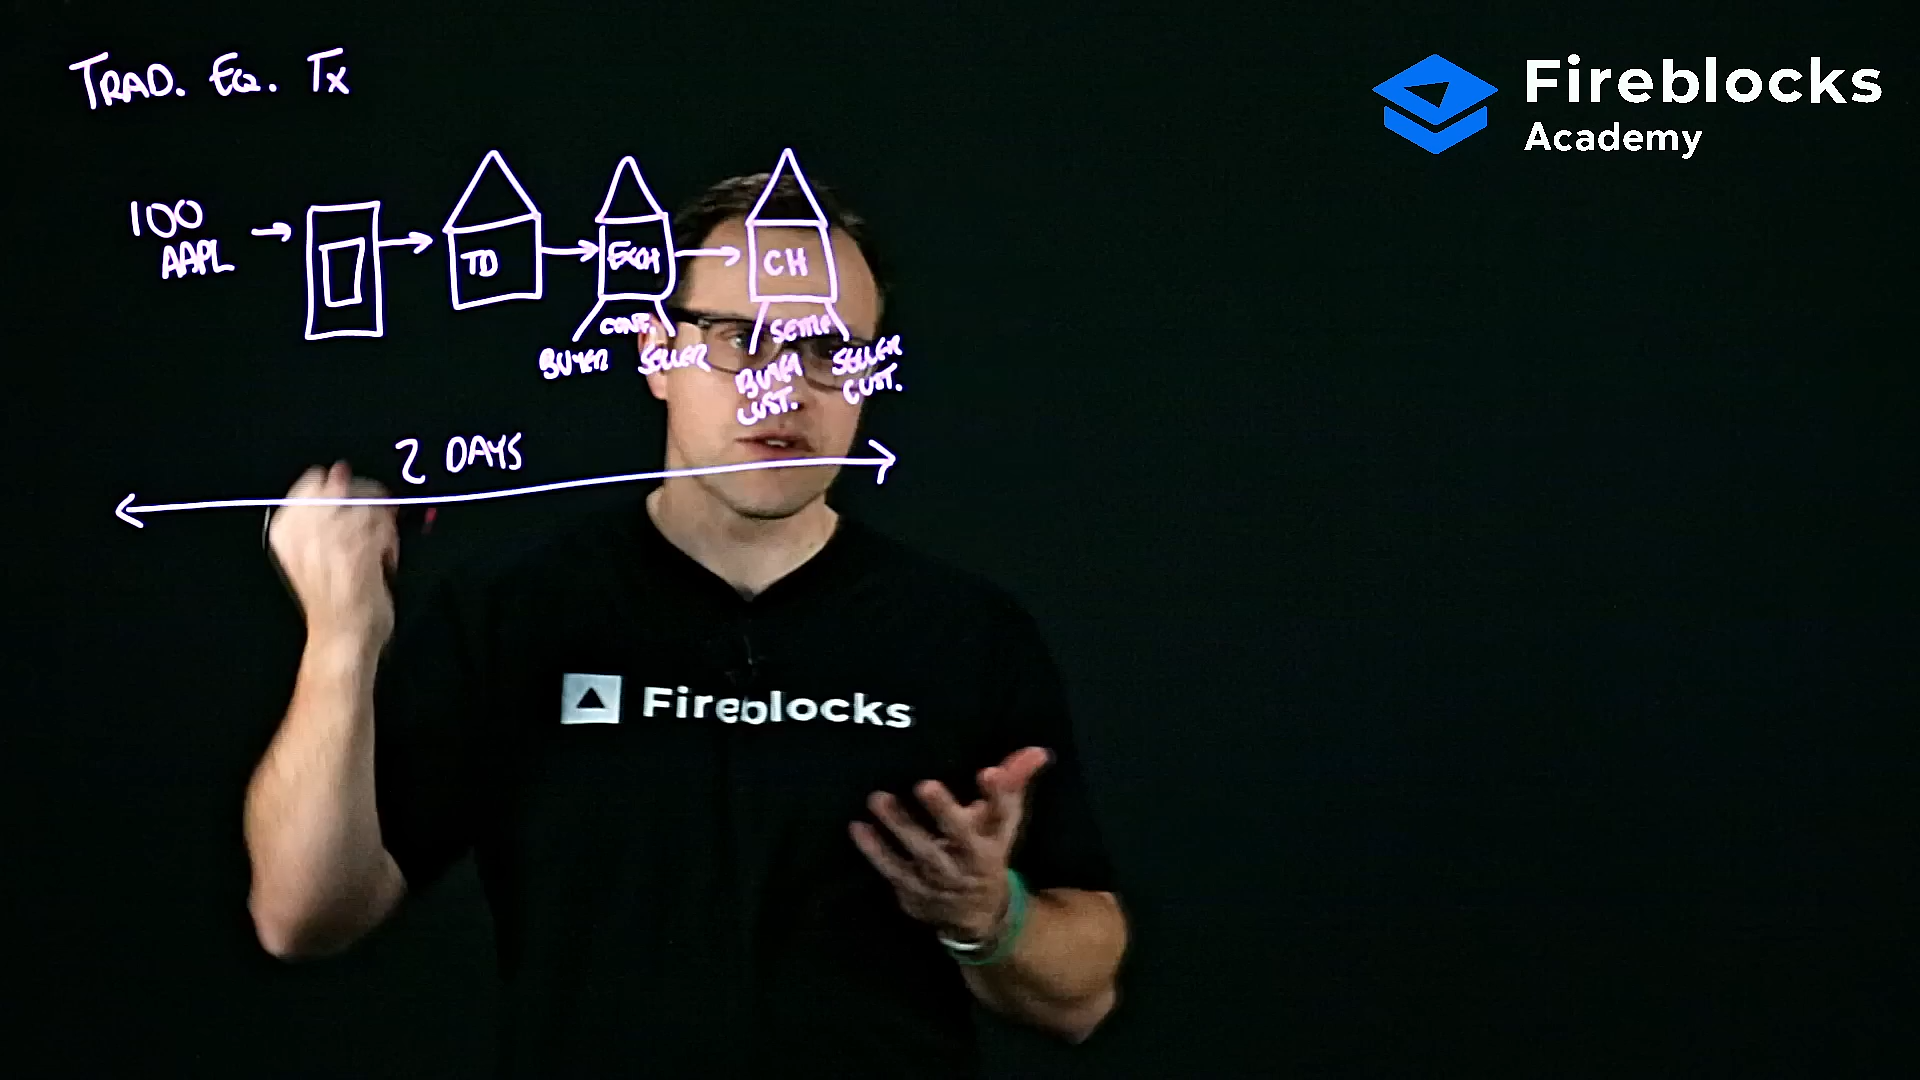 TRAD. EQ. TX
Fireblocks
Academy
100
AAPL
TD
EXCH
CH
CONF.
BUYER
SELLER
SETTLE
BUYER
CUST.
SELLER
CUST.
2 DAYS
Fireblocks